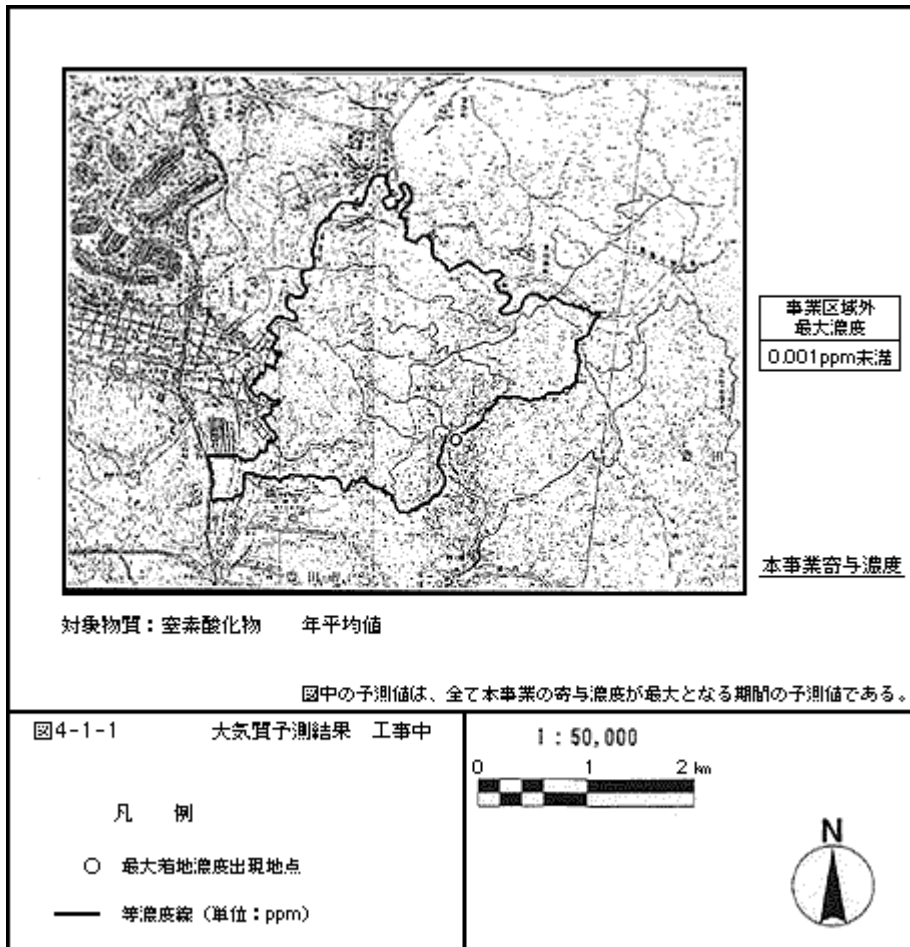 事業区域外
最大濃度
0.001ppm未満
本事業寄与濃度
対象物質：窒素酸化物　年平均値
図中の予測値は、全て本事業の寄与濃度が最大となる期間の予測値である。
図4-1-1　大気質予測結果　工事中
1 : 50,000
0 1 2 km
凡　例
○ 最大着地濃度出現地点
等濃度線（単位：ppm）
N